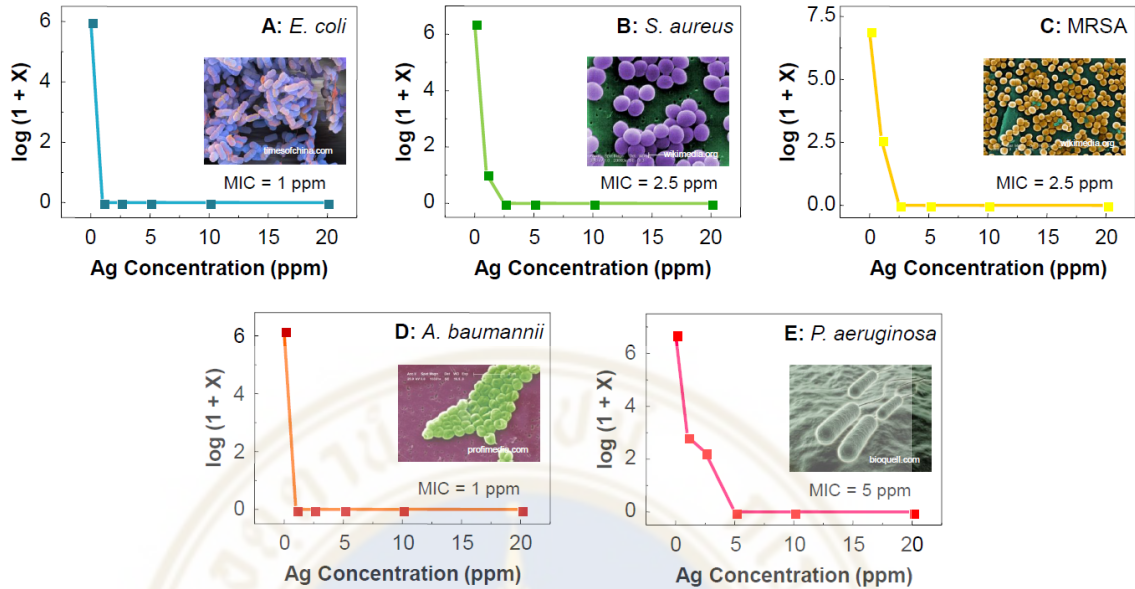 A: E. coli
log (1 + X)
6
4
2
0
timesofchina.com
MIC = 1 ppm
0 5 10 15 20
Ag Concentration (ppm)
B: S. aureus
log (1 + X)
6
4
2
0
wikimedia.org
MIC = 2.5 ppm
0 5 10 15 20
Ag Concentration (ppm)
C: MRSA
log (1 + X)
7.5
5.0
2.5
0.0
wikimedia.org
MIC = 2.5 ppm
0 5 10 15 20
Ag Concentration (ppm)
D: A. baumannii
log (1 + X)
6
4
2
0
profimedia.com
MIC = 1 ppm
0 5 10 15 20
Ag Concentration (ppm)
E: P. aeruginosa
log (1 + X)
6
4
2
0
bioquell.com
MIC = 5 ppm
0 5 10 15 20
Ag Concentration (ppm)